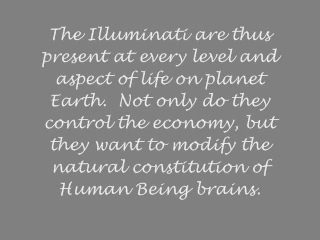 The Illuminati are thus
present at every level and
aspect of life on planet
Earth.  Not only do they
control the economy, but
they want to modify the
natural constitution of
Human Being brains.